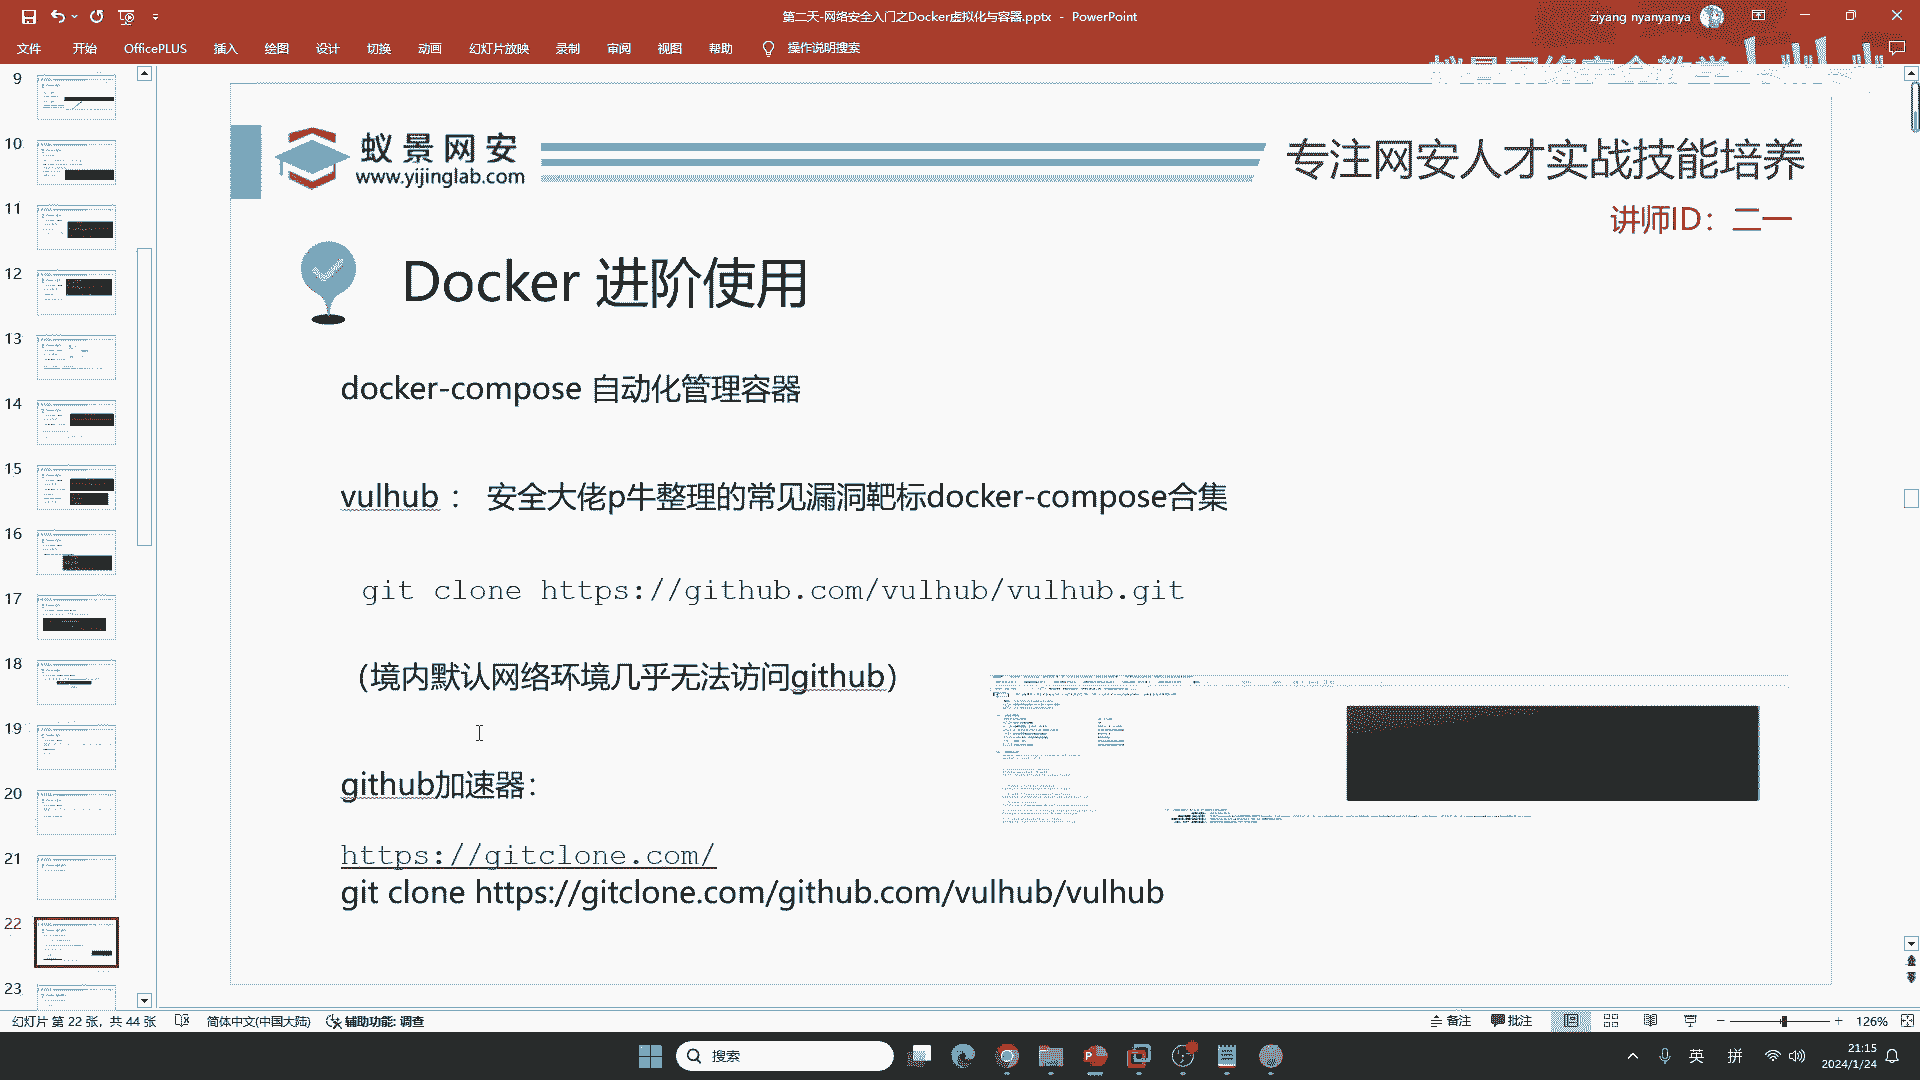 第二天-网络安全入门之Docker虚拟化与容器.pptx - PowerPoint
ziyang nyanyanya
文件 开始 OfficePLUS 插入 绘图 设计 切换 动画 幻灯片放映 录制 审阅 视图 帮助 操作说明搜索
9
10
11
12
13
14
15
16
17
18
19
20
21
22
23
蚁景网安
www.yijinglab.com
专注网安人才实战技能培养
讲师ID：二一
Docker 进阶使用
docker-compose 自动化管理容器
vulhub： 安全大佬p牛整理的常见漏洞靶标docker-compose合集
git clone https://github.com/vulhub/vulhub.git
（境内默认网络环境几乎无法访问github）
github加速器：
https://gitclone.com/
git clone https://gitclone.com/github.com/vulhub/vulhub
幻灯片 第 22 张，共 44 张 简体中文(中国大陆) 辅助功能: 调查
备注 批注 126%
搜索
英 拼
21:15
2024/1/24